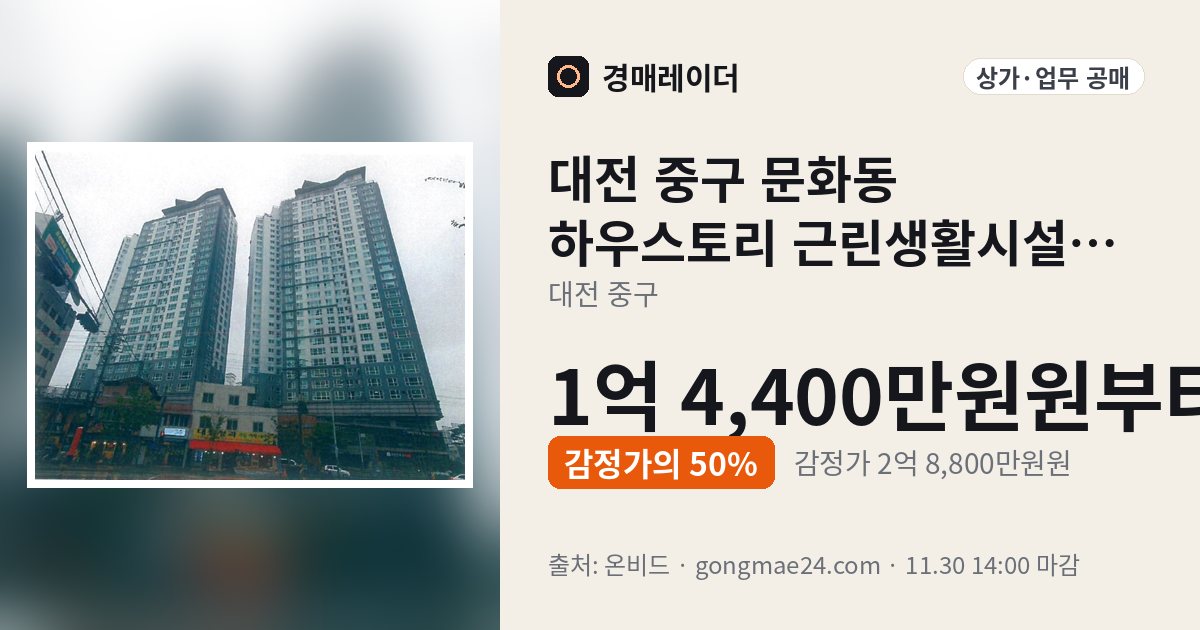 경매레이더
상가·업무 공매
대전 중구 문화동
하우스토리 근린생활시설…
대전 중구
1억 4,400만원원부터
감정가의 50%
감정가 2억 8,800만원원
출처: 온비드 · gongmae24.com · 11.30 14:00 마감